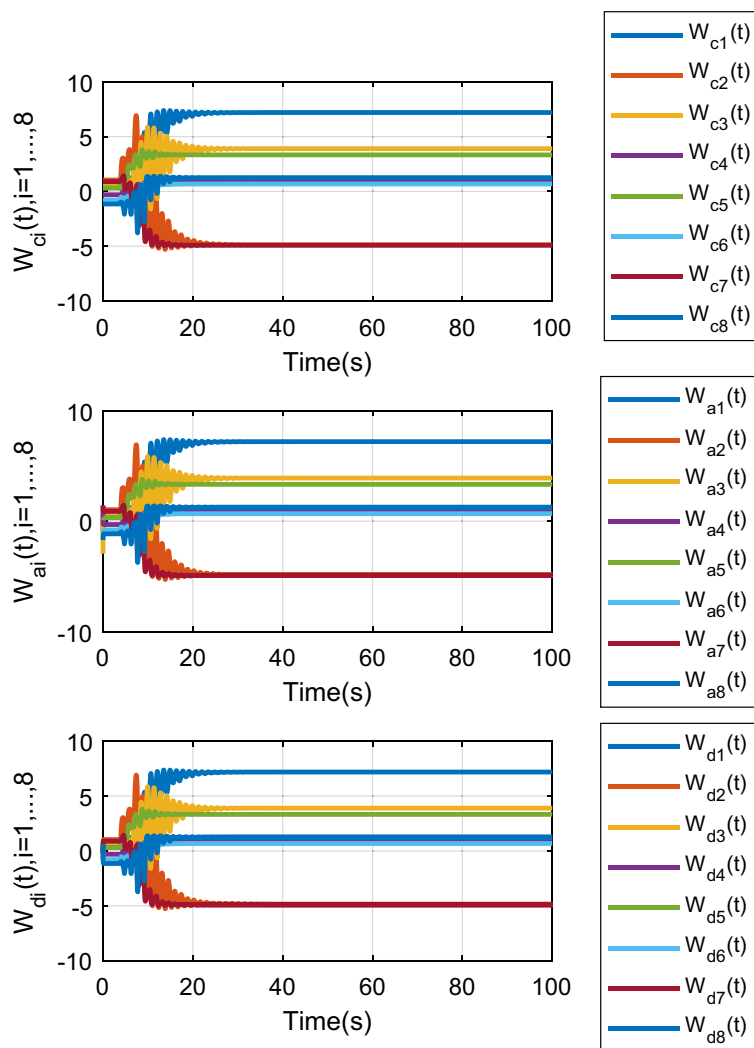 W_c1(t)
W_c2(t)
W_c3(t)
W_c4(t)
W_c5(t)
W_c6(t)
W_c7(t)
W_c8(t)
W_ci(t),i=1,...,8
10
5
0
-5
-10
0 20 40 60 80 100
Time(s)
W_a1(t)
W_a2(t)
W_a3(t)
W_a4(t)
W_a5(t)
W_a6(t)
W_a7(t)
W_a8(t)
W_ai(t),i=1,...,8
10
0
-10
0 20 40 60 80 100
Time(s)
W_d1(t)
W_d2(t)
W_d3(t)
W_d4(t)
W_d5(t)
W_d6(t)
W_d7(t)
W_d8(t)
W_di(t),i=1,...,8
10
5
0
-5
-10
0 20 40 60 80 100
Time(s)